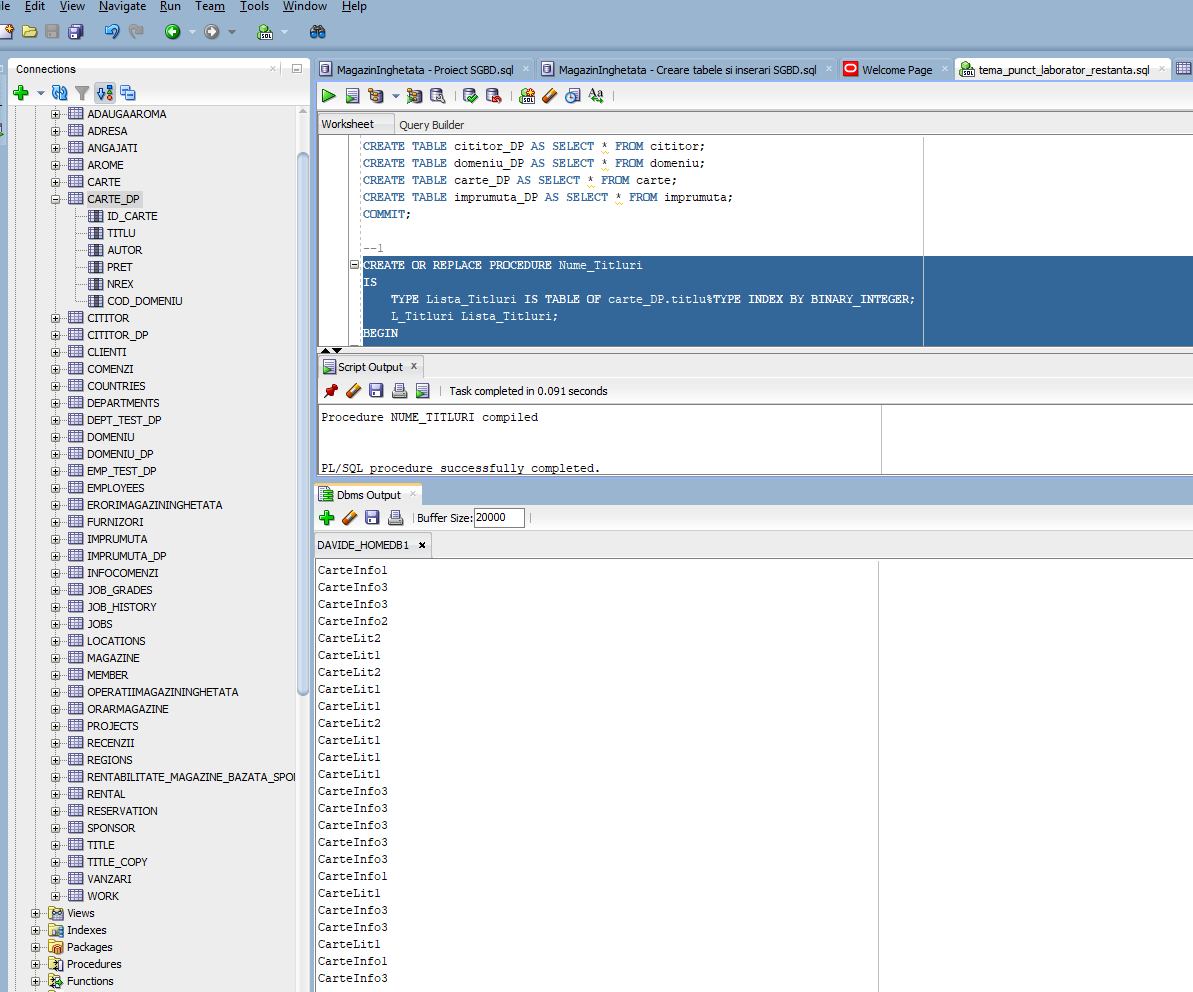 ile Edit View Navigate Run Team Tools Window Help
Connections
ADAUGAAROMA
ADRESA
ANGAJATI
AROME
CARTE
CARTE_DP
ID_CARTE
TITLU
AUTOR
PRET
NREX
COD_DOMENIU
CITITOR
CITITOR_DP
CLIENTI
COMENZI
COUNTRIES
DEPARTMENTS
DEPT_TEST_DP
DOMENIU
DOMENIU_DP
EMP_TEST_DP
EMPLOYEES
ERORIMAGAZININGHETATA
FURNIZORI
IMPRUMUTA
IMPRUMUTA_DP
INFOCOMENZI
JOB_GRADES
JOB_HISTORY
JOBS
LOCATIONS
MAGAZINE
MEMBER
OPERATIIMAGAZININGHETATA
ORARMAGAZINE
PROJECTS
RECENZII
REGIONS
RENTABILITATE_MAGAZINE_BAZATA_SPO
RENTAL
RESERVATION
SPONSOR
TITLE
TITLE_COPY
VANZARI
WORK
Views
Indexes
Packages
Procedures
Functions
MagazinInghetata - Proiect SGBD.sql MagazinInghetata - Creare tabele si inserari SGBD.sql Welcome Page tema_punct_laborator_restanta.sql
Worksheet Query Builder
CREATE TABLE cititor_DP AS SELECT * FROM cititor;
CREATE TABLE domeniu_DP AS SELECT * FROM domeniu;
CREATE TABLE carte_DP AS SELECT * FROM carte;
CREATE TABLE imprumuta_DP AS SELECT * FROM imprumuta;
COMMIT;
--1
CREATE OR REPLACE PROCEDURE Nume_Titluri
IS
TYPE Lista_Titluri IS TABLE OF carte_DP.titlu%TYPE INDEX BY BINARY_INTEGER;
L_Titluri Lista_Titluri;
BEGIN
Script Output
Task completed in 0.091 seconds
Procedure NUME_TITLURI compiled
PL/SQL procedure successfully completed.
Dbms Output
Buffer Size: 20000
DAVIDE_HOMEDB1
CarteInfo1
CarteInfo3
CarteInfo3
CarteInfo2
CarteLit2
CarteLit1
CarteLit2
CarteLit1
CarteLit1
CarteLit2
CarteLit1
CarteLit1
CarteLit1
CarteInfo3
CarteInfo3
CarteInfo3
CarteInfo3
CarteInfo3
CarteInfo1
CarteLit1
CarteInfo3
CarteInfo3
CarteLit1
CarteInfo1
CarteInfo3